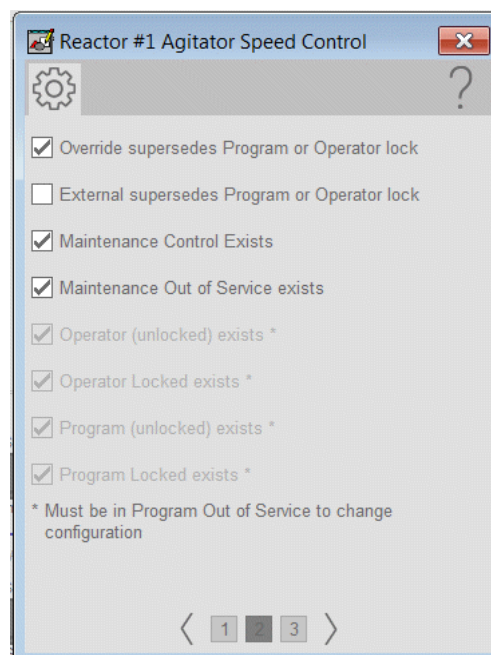 Reactor #1 Agitator Speed Control
?
Override supersedes Program or Operator lock
External supersedes Program or Operator lock
Maintenance Control Exists
Maintenance Out of Service exists
Operator (unlocked) exists *
Operator Locked exists *
Program (unlocked) exists *
Program Locked exists *
* Must be in Program Out of Service to change
configuration
1 2 3